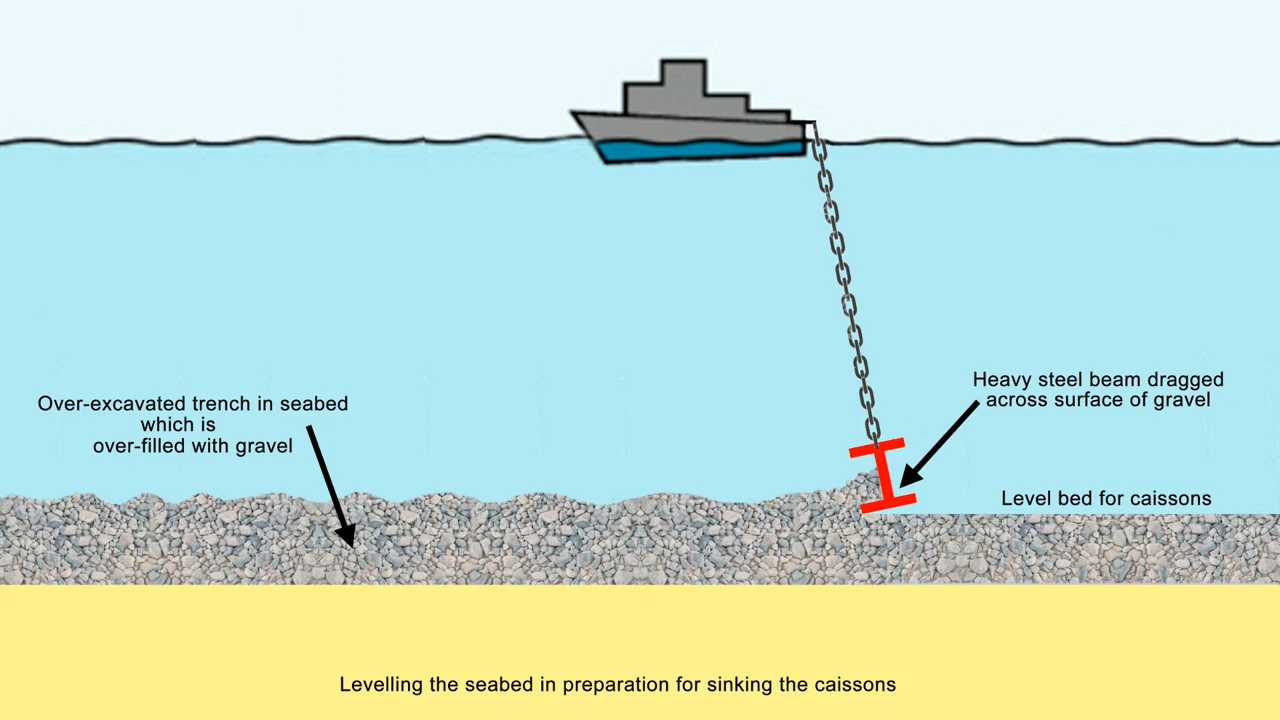 Heavy steel beam dragged
across surface of gravel
Over-excavated trench in seabed
which is
over-filled with gravel
Level bed for caissons
Levelling the seabed in preparation for sinking the caissons